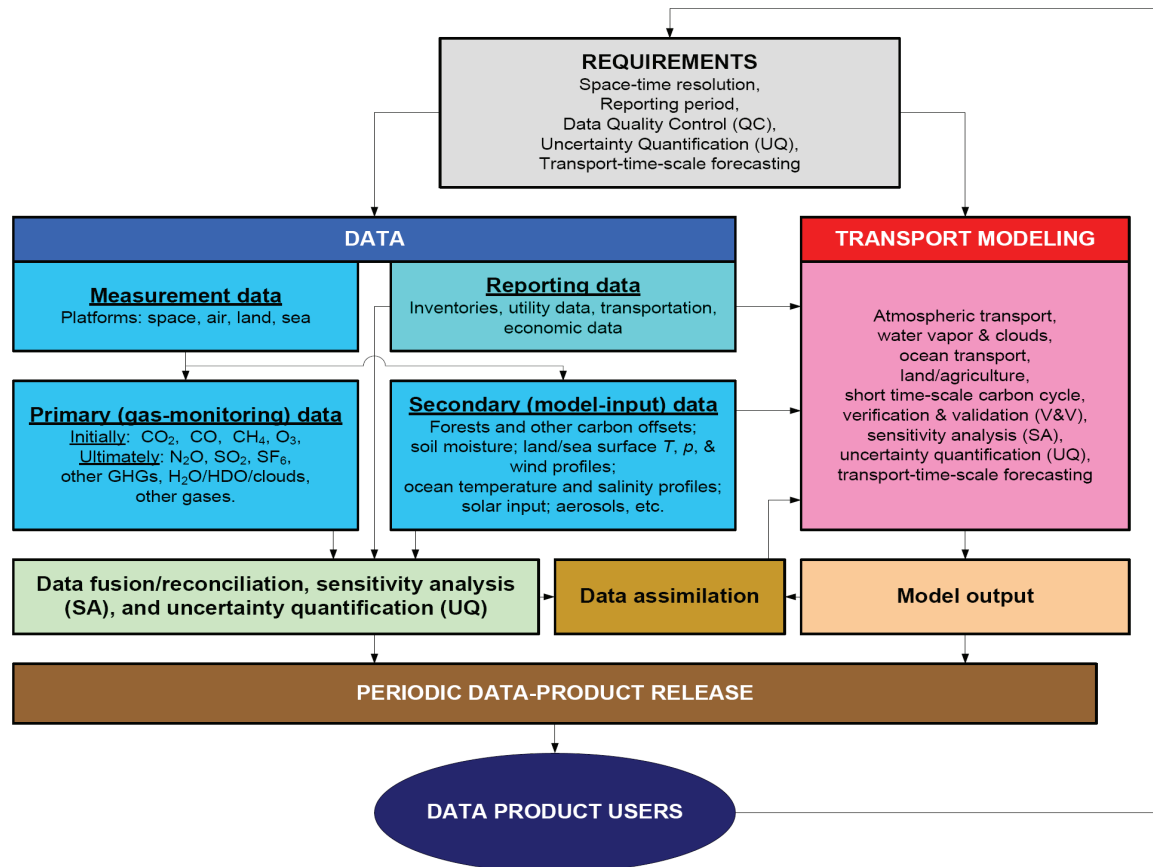 REQUIREMENTS
Space-time resolution,
Reporting period,
Data Quality Control (QC),
Uncertainty Quantification (UQ),
Transport-time-scale forecasting
DATA
Measurement data
Platforms: space, air, land, sea
Reporting data
Inventories, utility data, transportation,
economic data
Primary (gas-monitoring) data
Initially: CO₂, CO, CH₄, O₃,
Ultimately: N₂O, SO₂, SF₆,
other GHGs, H₂O/HDO/clouds,
other gases.
Secondary (model-input) data
Forests and other carbon offsets;
soil moisture; land/sea surface T, p, &
wind profiles;
ocean temperature and salinity profiles;
solar input; aerosols, etc.
TRANSPORT MODELING
Atmospheric transport,
water vapor & clouds,
ocean transport,
land/agriculture,
short time-scale carbon cycle,
verification & validation (V&V),
sensitivity analysis (SA),
uncertainty quantification (UQ),
transport-time-scale forecasting
Data fusion/reconciliation, sensitivity analysis
(SA), and uncertainty quantification (UQ)
Data assimilation
Model output
PERIODIC DATA-PRODUCT RELEASE
DATA PRODUCT USERS